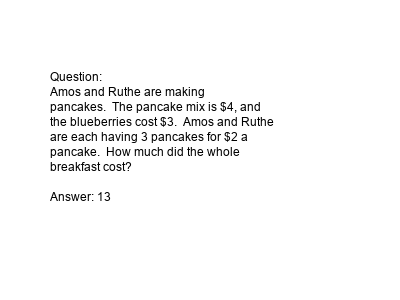 Question:
Amos and Ruthe are making
pancakes.  The pancake mix is $4, and
the blueberries cost $3.  Amos and Ruthe
are each having 3 pancakes for $2 a
pancake.  How much did the whole
breakfast cost?

Answer: 13